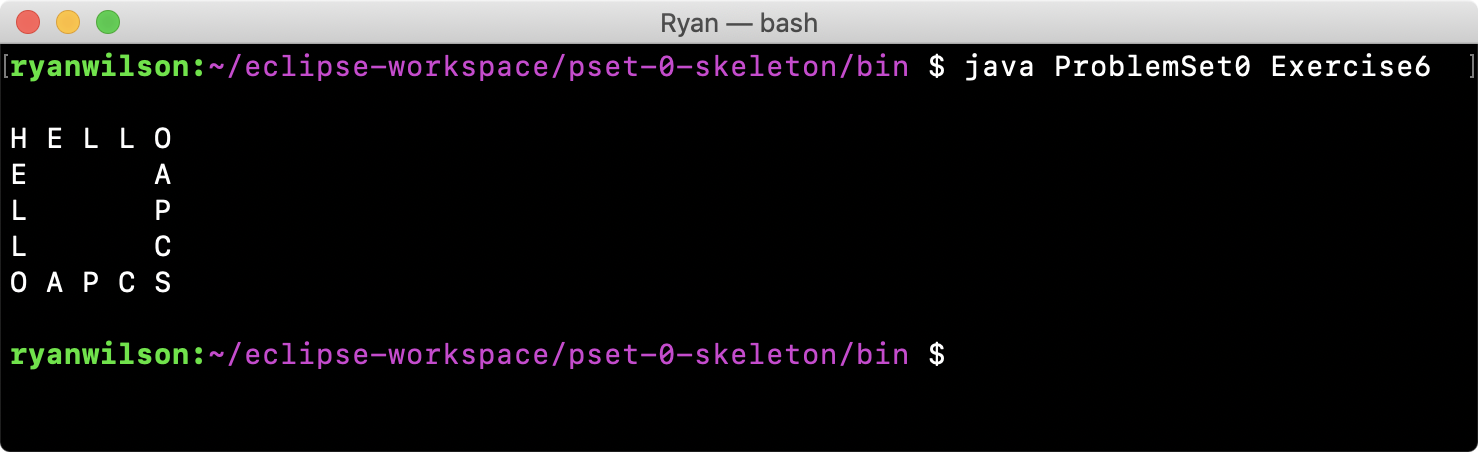 Ryan — bash
[ryanwilson:~/eclipse-workspace/pset-0-skeleton/bin $ java ProblemSet0 Exercise6 ]
H E L L O
E       A
L       P
L       C
O A P C S
ryanwilson:~/eclipse-workspace/pset-0-skeleton/bin $